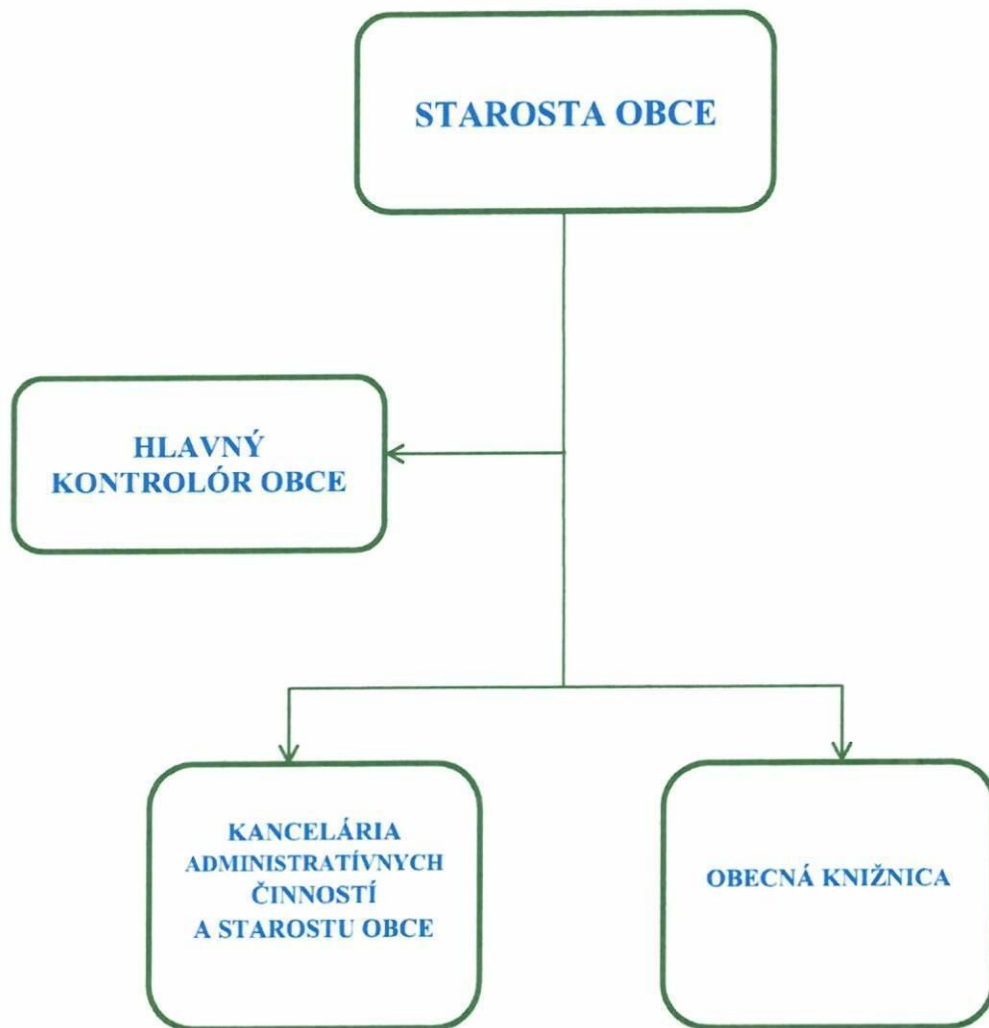 STAROSTA OBCE
HLAVNÝ
KONTROLÓR OBCE
KANCELÁRIA
ADMINISTRATÍVNYCH
ČINNOSTÍ
A STAROSTU OBCE
OBECNÁ KNIŽNICA